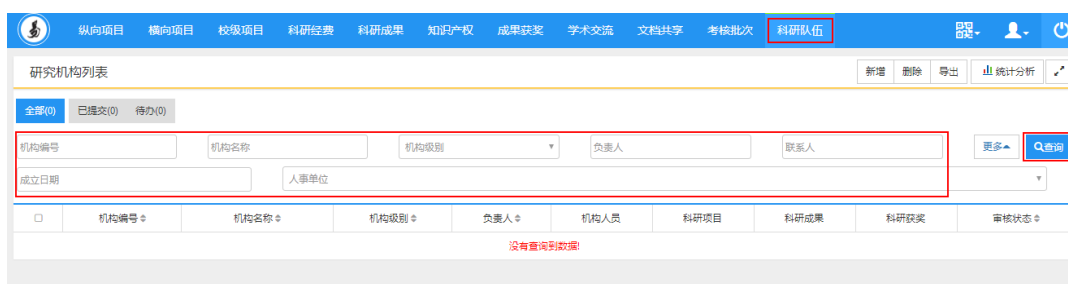 纵向项目 横向项目 校级项目 科研经费 科研成果 知识产权 成果获奖 学术交流 文档共享 考核批次 科研队伍
研究机构列表 新增 删除 导出 统计分析
全部(0) 已提交(0) 待办(0)
机构编号 机构名称 机构级别 负责人 联系人 更多 查询
成立日期 人事单位
机构编号 机构名称 机构级别 负责人 机构人员 科研项目 科研成果 科研获奖 审核状态
没有查询到数据!